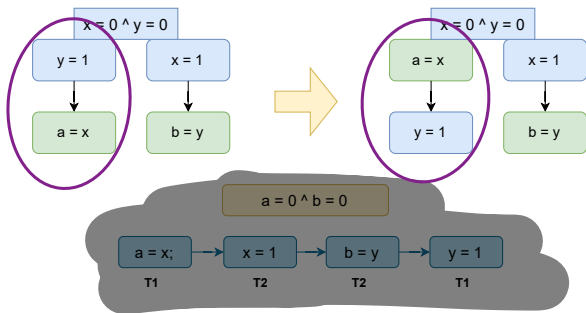 x = 0 ^ y = 0
y = 1
x = 1
a = x
b = y
x = 0 ^ y = 0
a = x
x = 1
y = 1
b = y
a = 0 ^ b = 0
a = x;
x = 1
b = y
y = 1
T1
T2
T2
T1